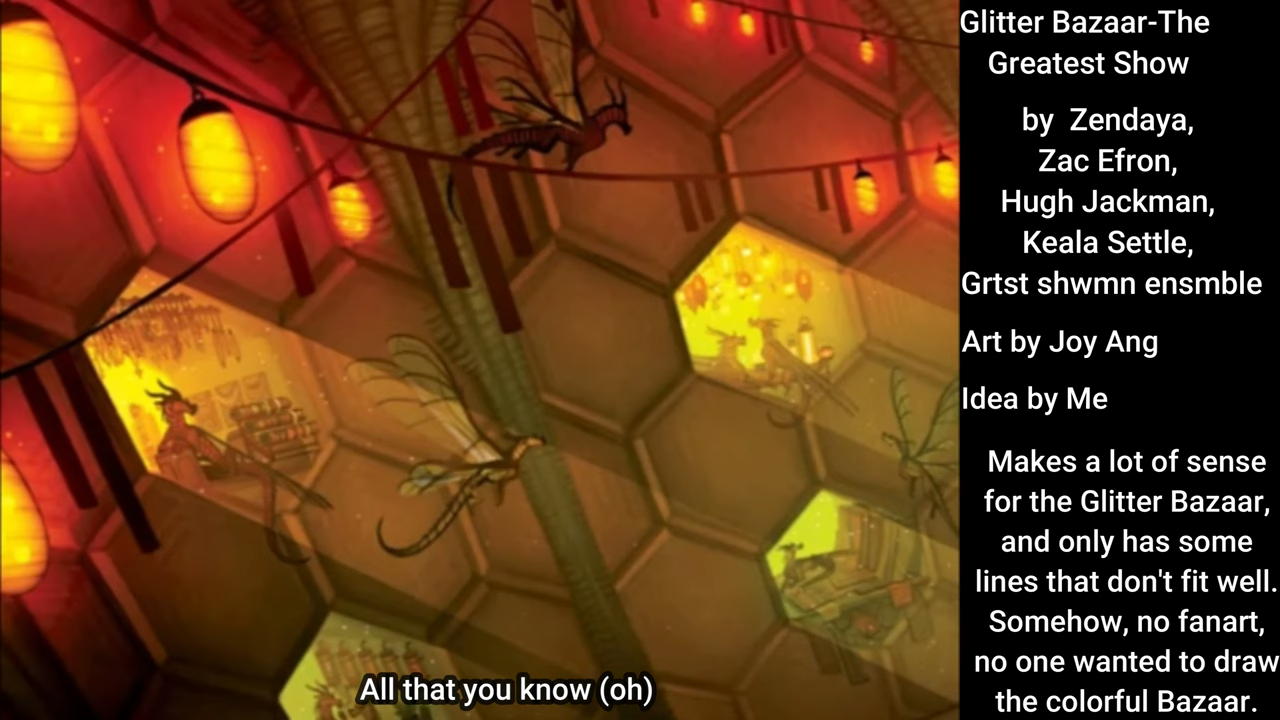 Glitter Bazaar-The
Greatest Show
by Zendaya,
Zac Efron,
Hugh Jackman,
Keala Settle,
Grtst shwmn ensmble
Art by Joy Ang
Idea by Me
Makes a lot of sense
for the Glitter Bazaar,
and only has some
lines that don't fit well.
Somehow, no fanart,
no one wanted to draw
the colorful Bazaar.
All that you know (oh)